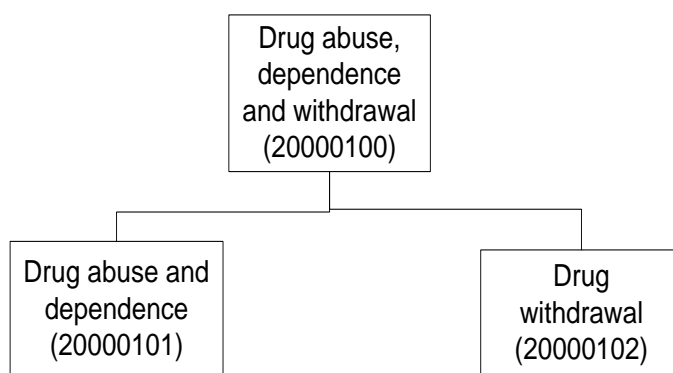 Drug abuse,
dependence
and withdrawal
(20000100)
Drug abuse and
dependence
(20000101)
Drug
withdrawal
(20000102)